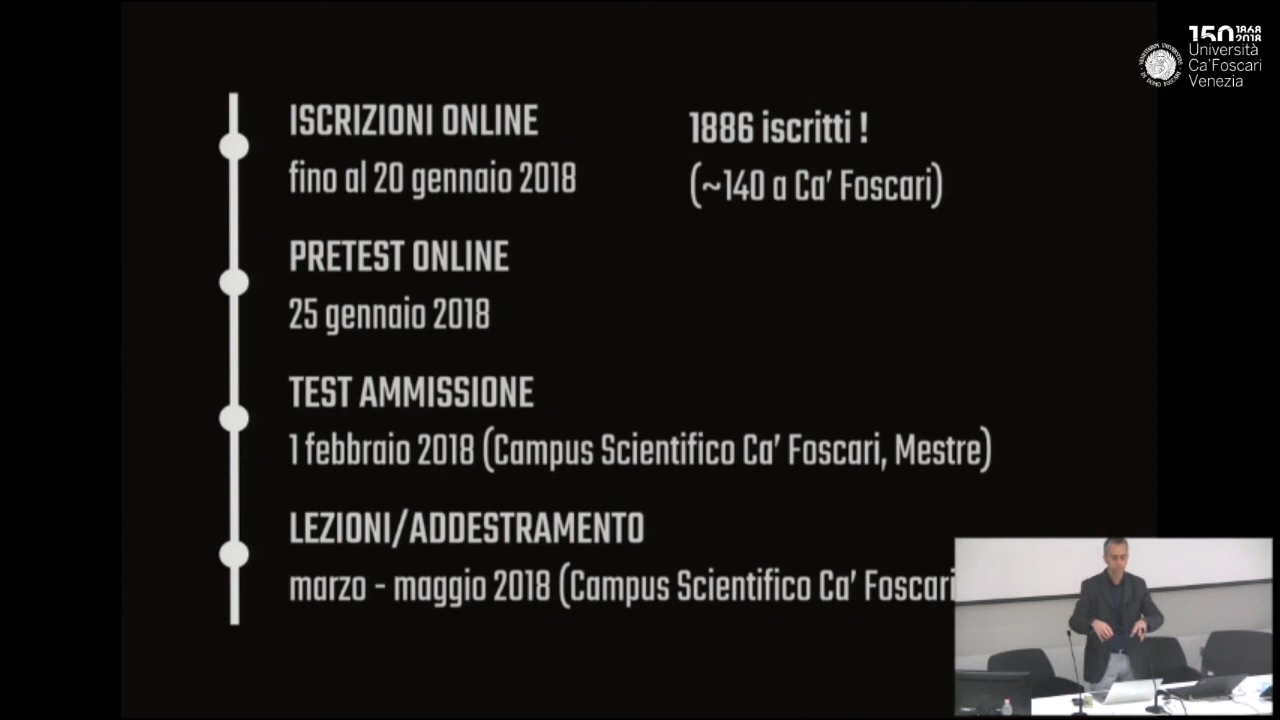 ISCRIZIONI ONLINE
fino al 20 gennaio 2018
1886 iscritti !
(~140 a Ca' Foscari)
PRETEST ONLINE
25 gennaio 2018
TEST AMMISSIONE
1 febbraio 2018 (Campus Scientifico Ca' Foscari, Mestre)
LEZIONI/ADDESTRAMENTO
marzo - maggio 2018 (Campus Scientifico Ca' Foscari
150 1868 2018
Università
Ca'Foscari
Venezia